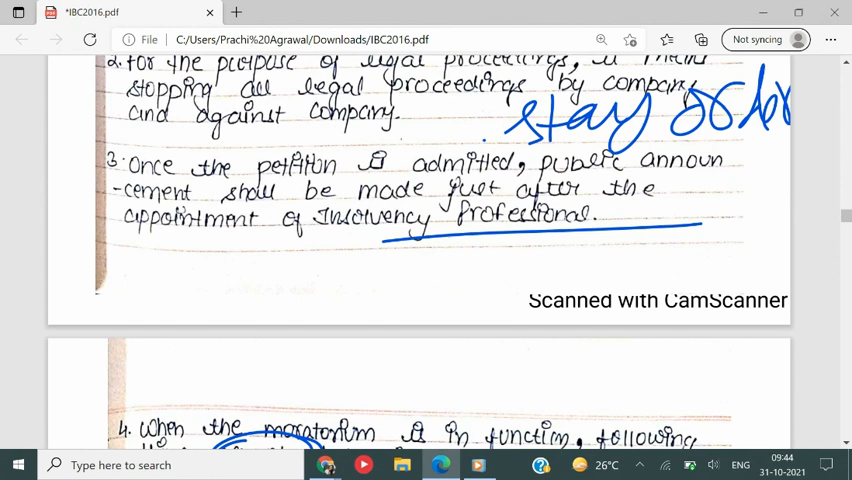 *IBC2016.pdf
File
C:/Users/Prachi%20Agrawal/Downloads/IBC2016.pdf
Not syncing
2. For the purpose of legal proceedings, it means
stopping all legal proceedings by company
and against company.
stay order
3. Once the petition is admitted, public announ
-cement shall be made just after the
appointment of Insolvency Professional.
Scanned with CamScanner
4. When the moratorium is in function, following
Type here to search
26°C
ENG
09:44
31-10-2021